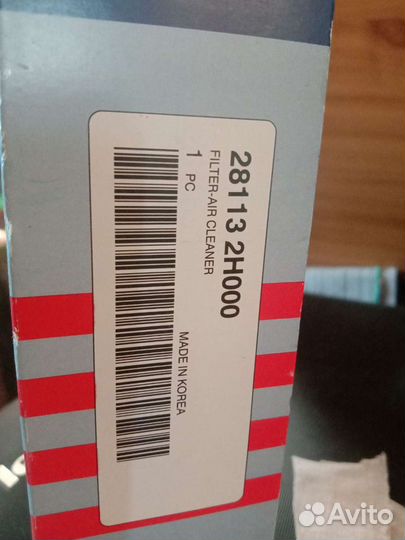 28113 2H000
FILTER-AIR CLEANER
1 PC
MADE IN KOREA
Avito